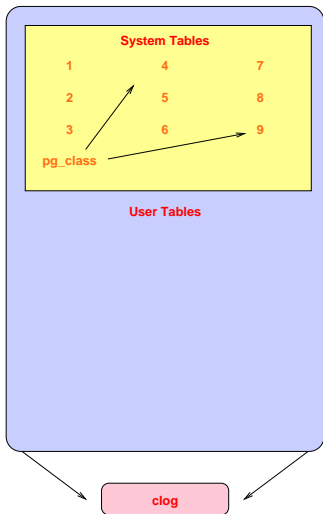 System Tables
1 4 7
2 5 8
3 6 9
pg_class
User Tables
clog